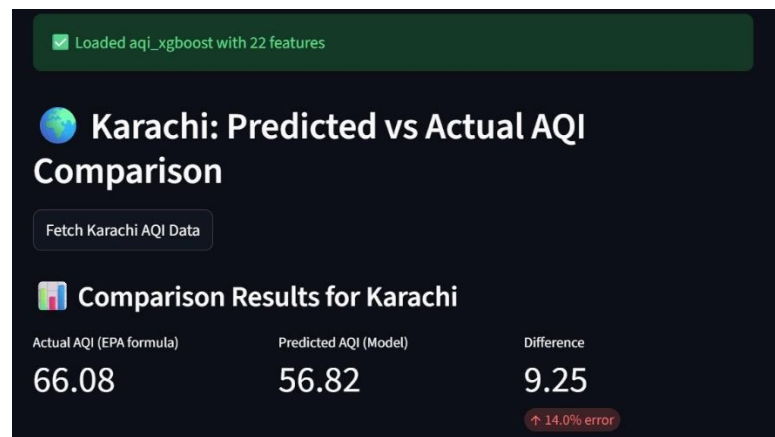 ✅ Loaded aqi_xgboost with 22 features
🌍 Karachi: Predicted vs Actual AQI
Comparison
Fetch Karachi AQI Data
📊 Comparison Results for Karachi
Actual AQI (EPA formula) Predicted AQI (Model) Difference
66.08 56.82 9.25
↑ 14.0% error